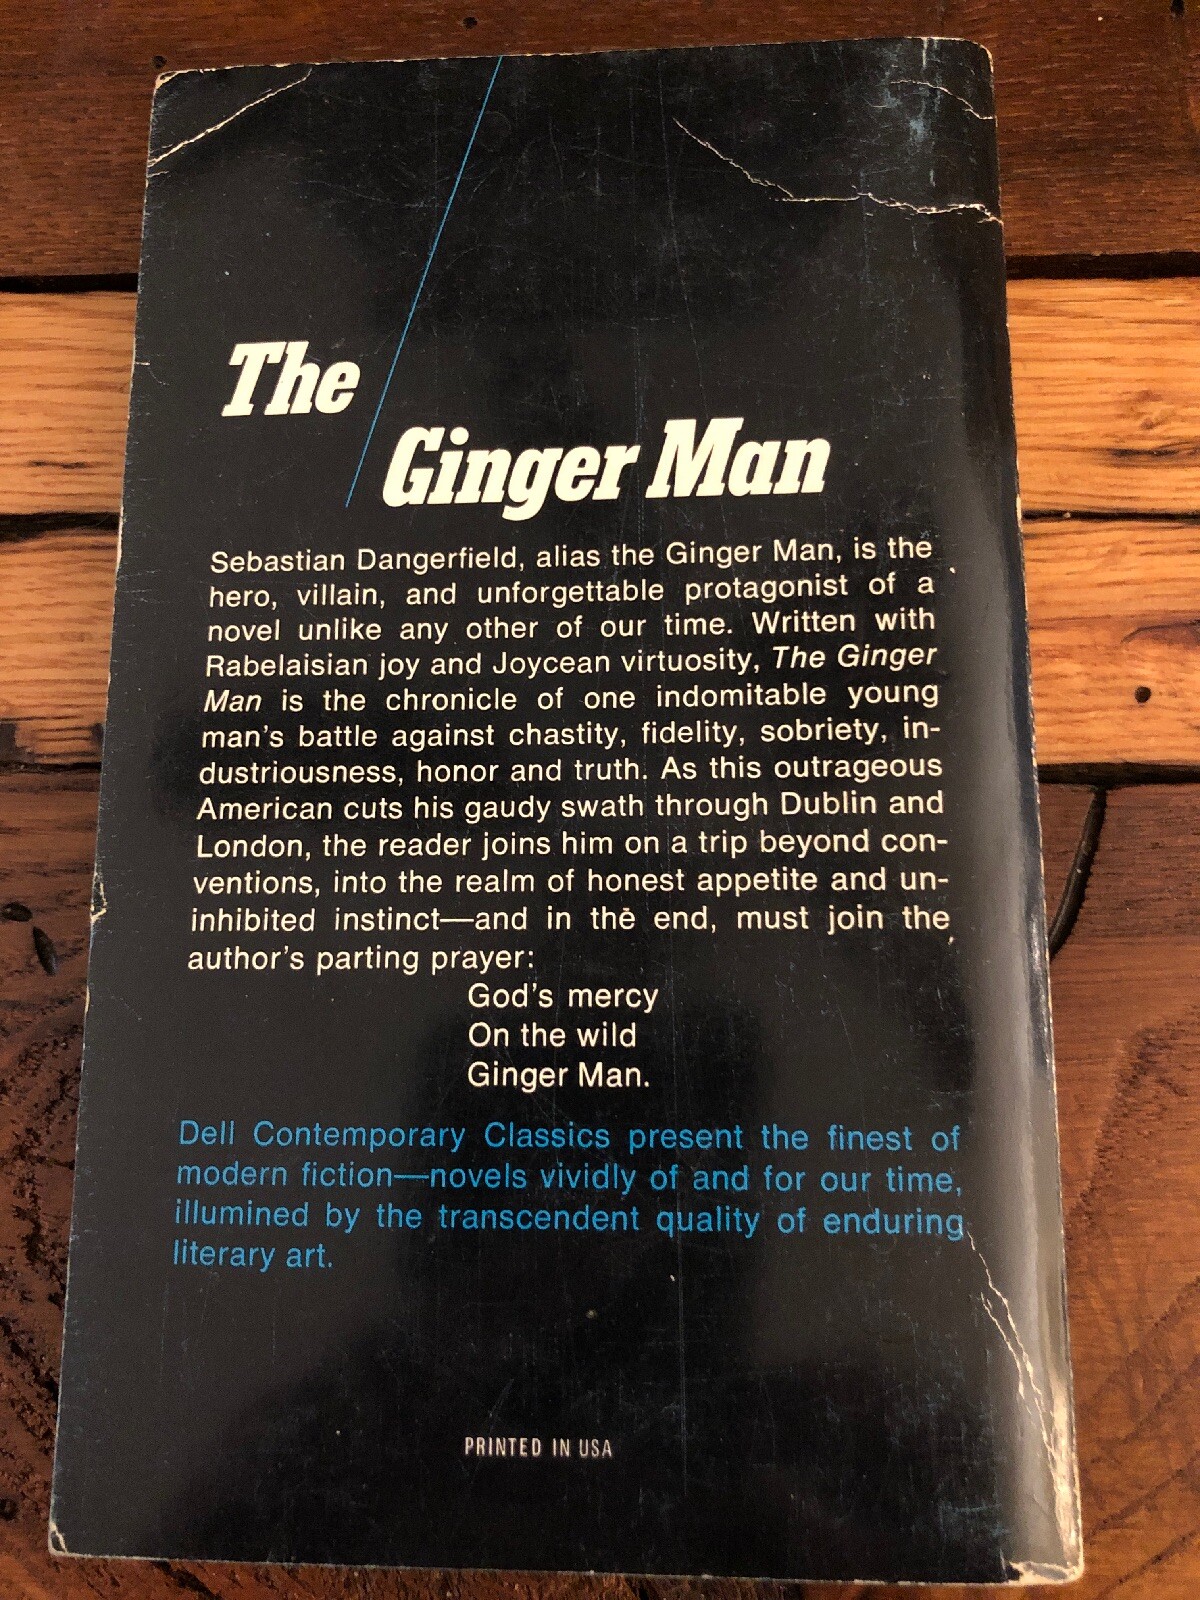 The
Ginger Man
Sebastian Dangerfield, alias the Ginger Man, is the
hero, villain, and unforgettable protagonist of a
novel unlike any other of our time. Written with
Rabelaisian joy and Joycean virtuosity, The Ginger
Man is the chronicle of one indomitable young
man's battle against chastity, fidelity, sobriety, in-
dustriousness, honor and truth. As this outrageous
American cuts his gaudy swath through Dublin and
London, the reader joins him on a trip beyond con-
ventions, into the realm of honest appetite and un-
inhibited instinct—and in the end, must join the
author's parting prayer:
God's mercy
On the wild
Ginger Man.
Dell Contemporary Classics present the finest of
modern fiction—novels vividly of and for our time,
illumined by the transcendent quality of enduring
literary art.
PRINTED IN USA